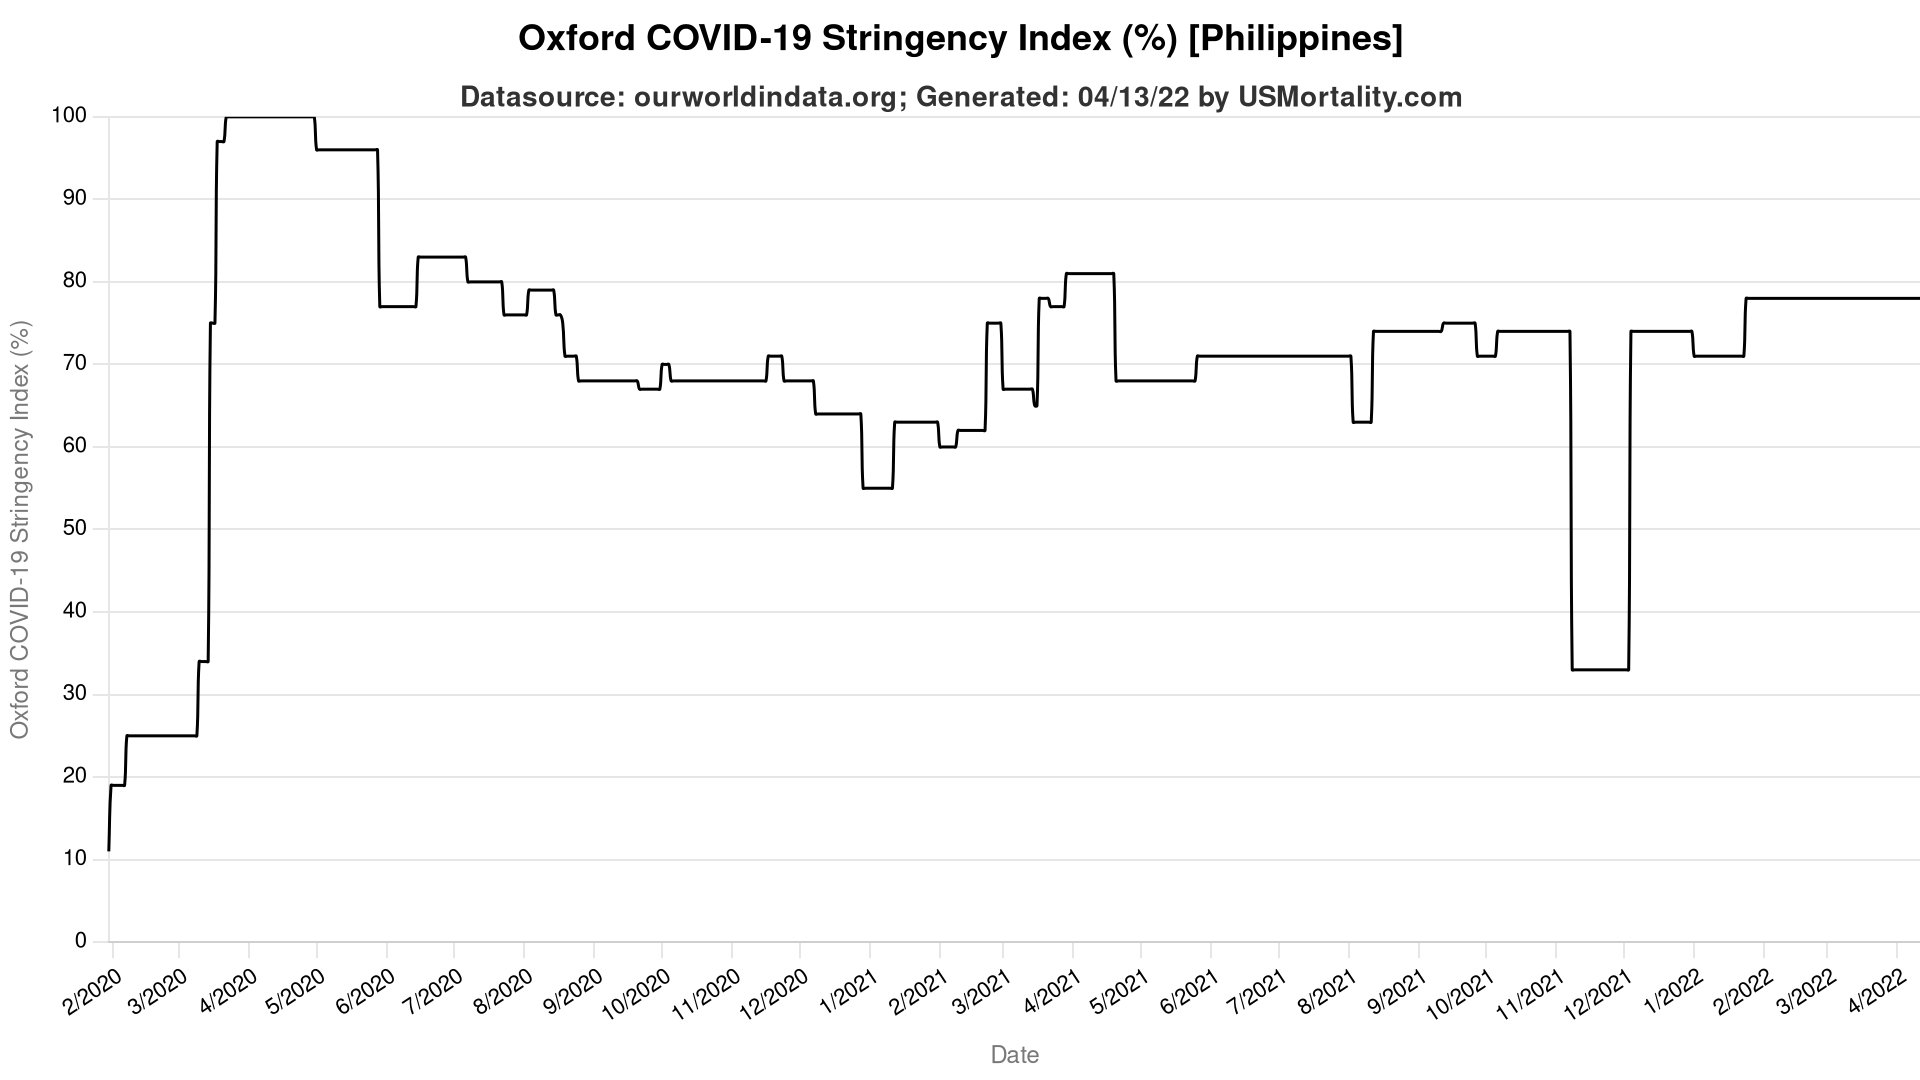 Oxford COVID-19 Stringency Index (%) [Philippines]
Datasource: ourworldindata.org; Generated: 04/13/22 by USMortality.com
Oxford COVID-19 Stringency Index (%)
100
90
80
70
60
50
40
30
20
10
0
2/2020 3/2020 4/2020 5/2020 6/2020 7/2020 8/2020 9/2020 10/2020 11/2020 12/2020 1/2021 2/2021 3/2021 4/2021 5/2021 6/2021 7/2021 8/2021 9/2021 10/2021 11/2021 12/2021 1/2022 2/2022 3/2022 4/2022
Date